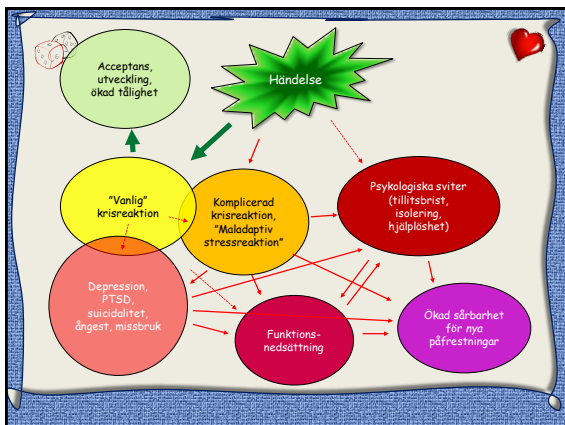 Acceptans,
utveckling,
ökad tålighet
Händelse
"Vanlig"
krisreaktion
Komplicerad
krisreaktion,
"Maladaptiv
stressreaktion"
Psykologiska sviter
(tillitsbrist,
isolering,
hjälplöshet)
Depression,
PTSD,
suicidalitet,
ångest, missbruk
Funktions-
nedsättning
Ökad sårbarhet
för nya
påfrestningar